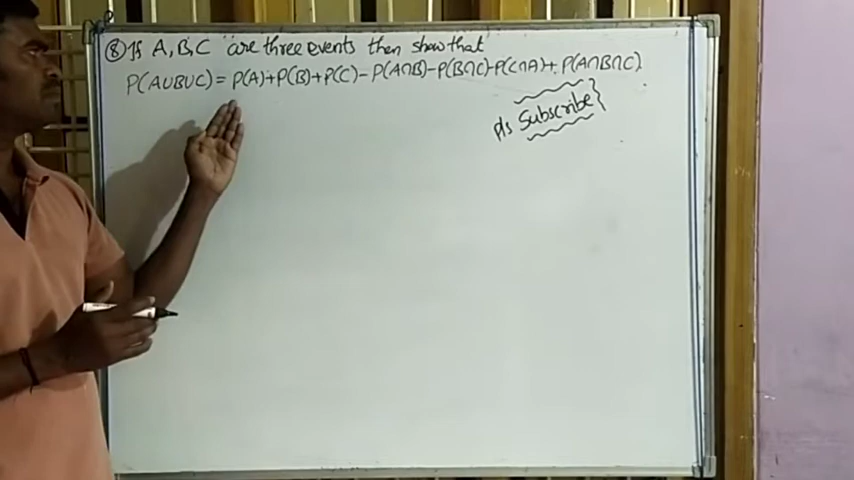 ⑧ If A, B, C are three events then show that
P(A∪B∪C) = P(A)+P(B)+P(C)-P(A∩B)-P(B∩C)-P(C∩A)+P(A∩B∩C).
pls Subscribe